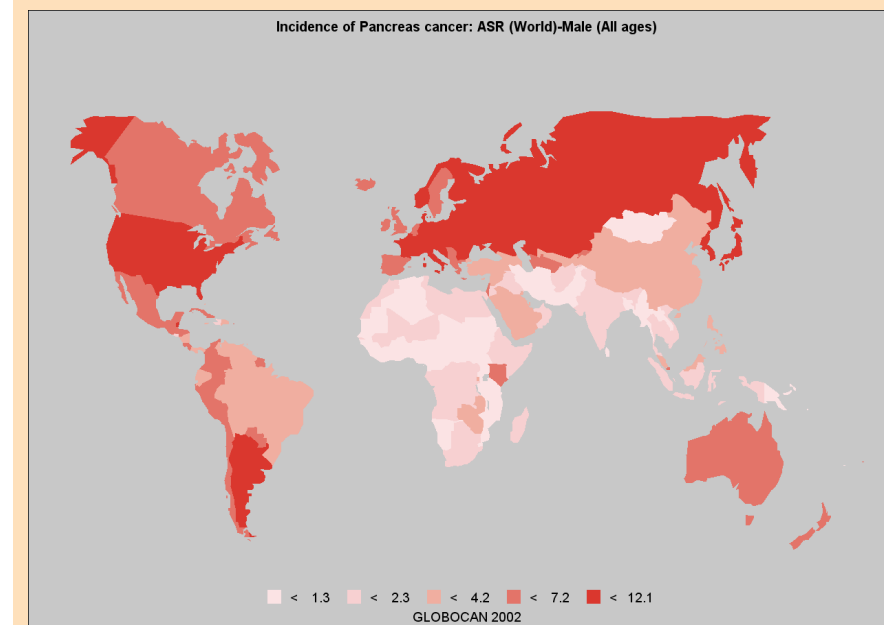 Incidence of Pancreas cancer: ASR (World)-Male (All ages)
< 1.3 < 2.3 < 4.2 < 7.2 < 12.1
GLOBOCAN 2002